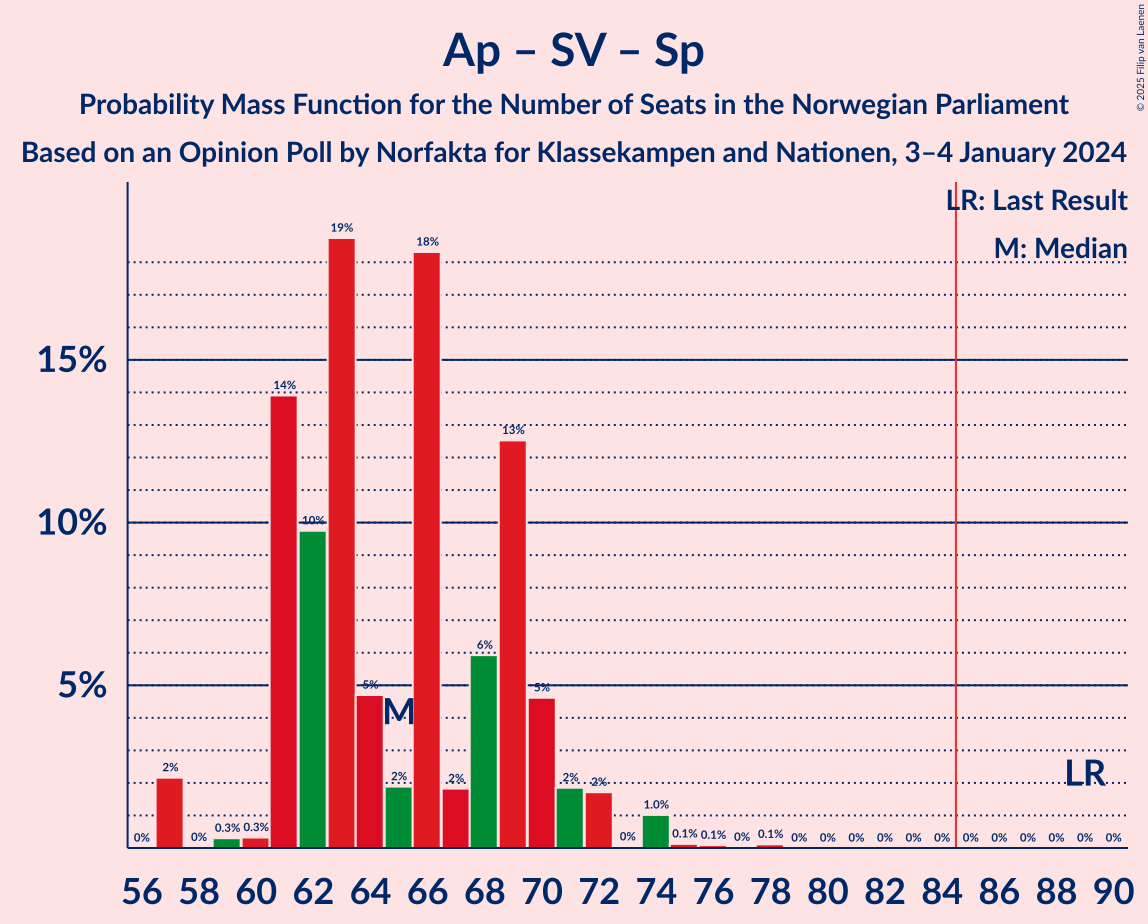 Ap – SV – Sp
Probability Mass Function for the Number of Seats in the Norwegian Parliament
Based on an Opinion Poll by Norfakta for Klassekampen and Nationen, 3–4 January 2024
© 2025 Filip van Laenen
LR: Last Result
M: Median
15%
10%
5%
0% 2% 0% 0.3% 0.3% 14% 10% 19% 5% 2% 18% 2% 6% 13% 5% 2% 2% 0% 1.0% 0.1% 0.1% 0% 0.1% 0% 0% 0% 0% 0% 0% 0% 0% 0% 0% 0% 0%
M
LR
56 58 60 62 64 66 68 70 72 74 76 78 80 82 84 86 88 90